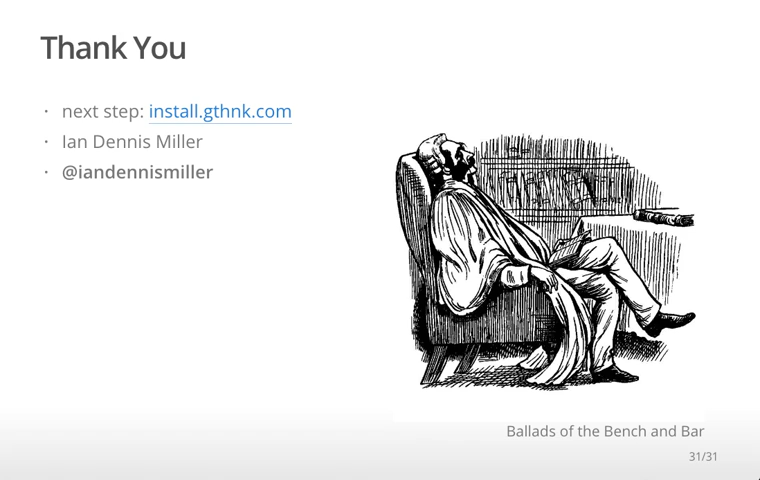 Thank You
· next step: install.gthnk.com
· Ian Dennis Miller
· @iandennismiller
Ballads of the Bench and Bar
31/31